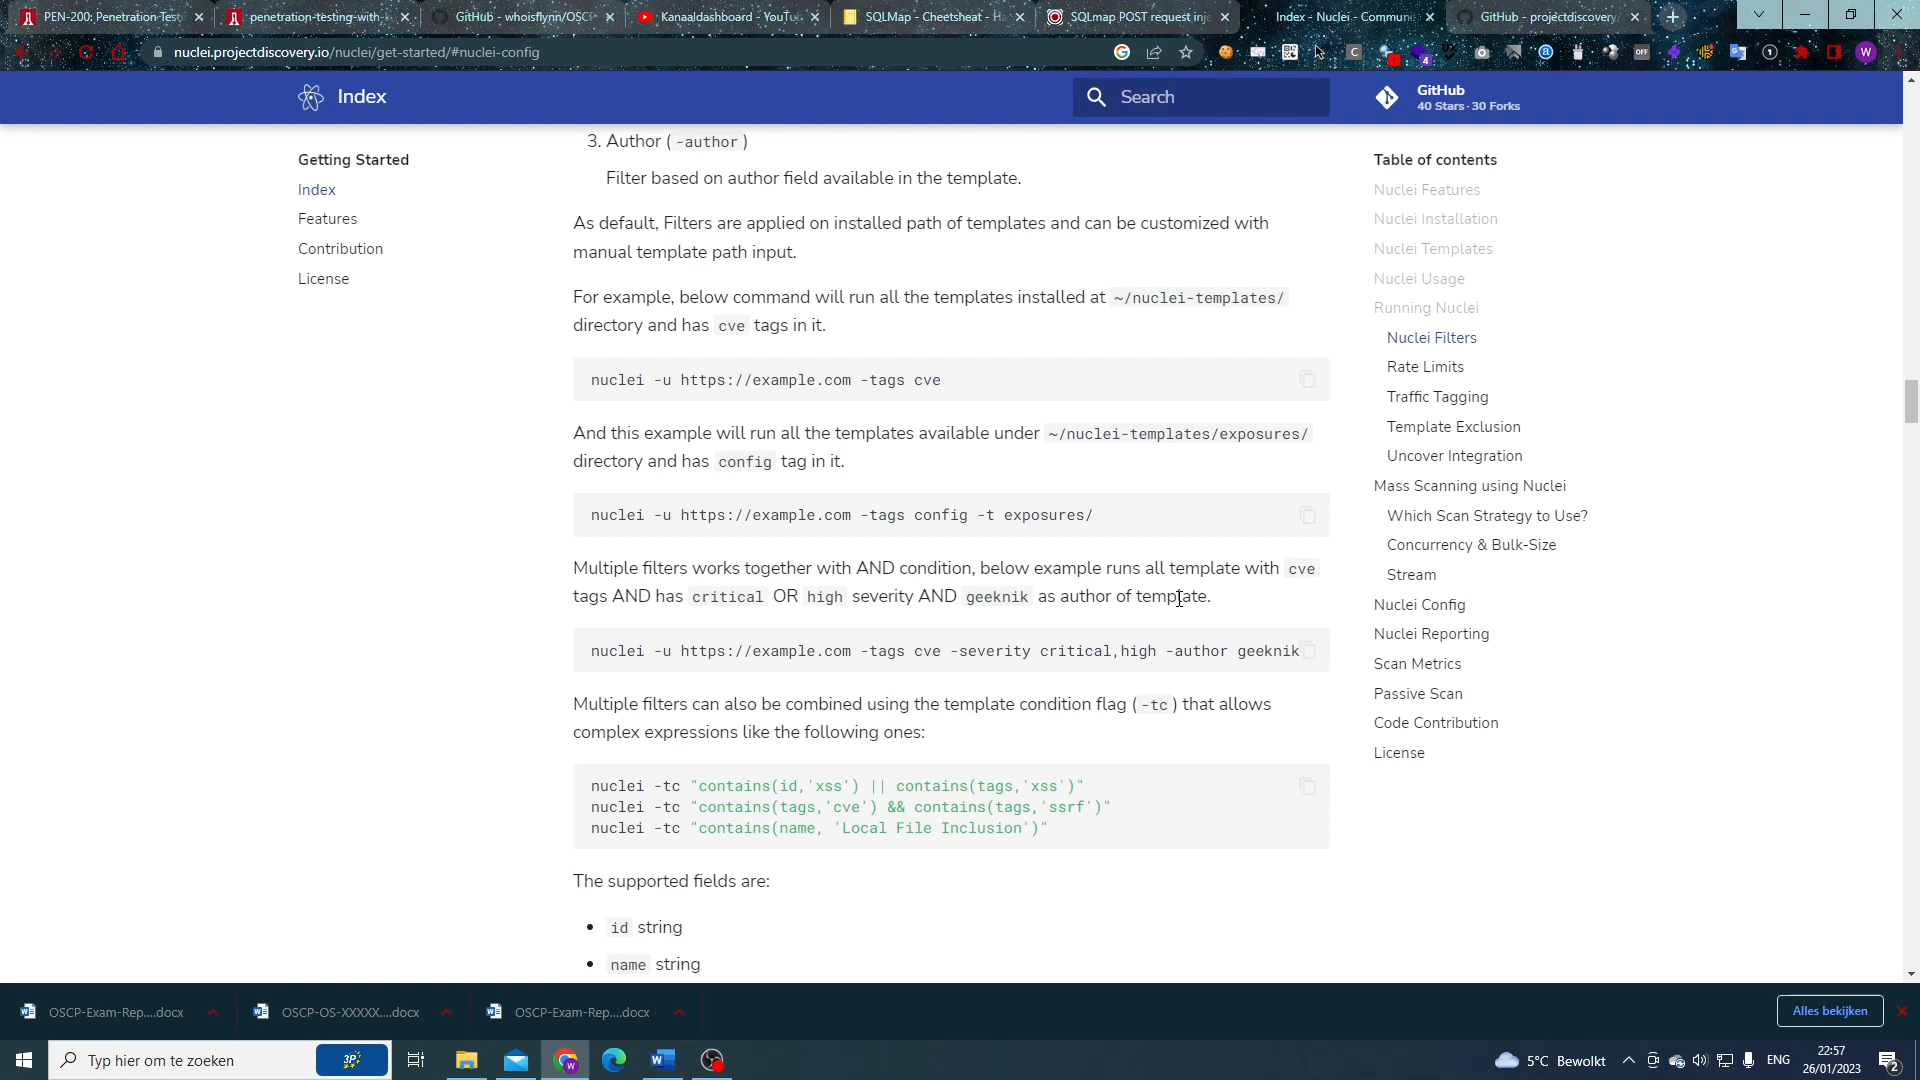 PEN-200: Penetration Test
penetration-testing-with-k
GitHub - whoisflynn/OSCP
Kanaaldashboard - YouTu
SQLMap - Cheetsheat - Ha
SQLmap POST request inje
Index - Nuclei - Commun
GitHub - projectdiscovery
nuclei.projectdiscovery.io/nuclei/get-started/#nuclei-config
Index
Search
GitHub
40 Stars · 30 Forks
Getting Started
Index
Features
Contribution
License
3. Author ( -author )
Filter based on author field available in the template.
As default, Filters are applied on installed path of templates and can be customized with
manual template path input.
For example, below command will run all the templates installed at ~/nuclei-templates/
directory and has cve tags in it.
nuclei -u https://example.com -tags cve
And this example will run all the templates available under ~/nuclei-templates/exposures/
directory and has config tag in it.
nuclei -u https://example.com -tags config -t exposures/
Multiple filters works together with AND condition, below example runs all template with cve
tags AND has critical OR high severity AND geeknik as author of template.
nuclei -u https://example.com -tags cve -severity critical,high -author geeknik
Multiple filters can also be combined using the template condition flag ( -tc ) that allows
complex expressions like the following ones:
nuclei -tc "contains(id,'xss') || contains(tags,'xss')"
nuclei -tc "contains(tags,'cve') && contains(tags,'ssrf')"
nuclei -tc "contains(name, 'Local File Inclusion')"
The supported fields are:
• id string
• name string
Table of contents
Nuclei Features
Nuclei Installation
Nuclei Templates
Nuclei Usage
Running Nuclei
Nuclei Filters
Rate Limits
Traffic Tagging
Template Exclusion
Uncover Integration
Mass Scanning using Nuclei
Which Scan Strategy to Use?
Concurrency & Bulk-Size
Stream
Nuclei Config
Nuclei Reporting
Scan Metrics
Passive Scan
Code Contribution
License
OSCP-Exam-Rep....docx
OSCP-OS-XXXXX....docx
OSCP-Exam-Rep....docx
Alles bekijken
Typ hier om te zoeken
5°C Bewolkt
ENG
22:57
26/01/2023
2